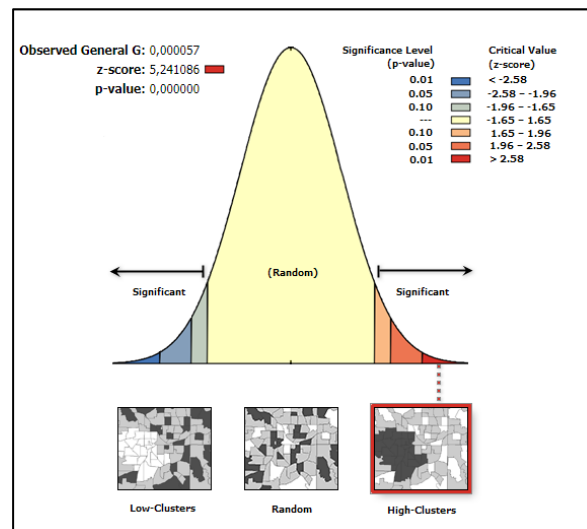 Observed General G: 0,000057
z-score: 5,241086
p-value: 0,000000
Significance Level
(p-value)
Critical Value
(z-score)
0.01 < -2.58
0.05 -2.58 – -1.96
0.10 -1.96 – -1.65
--- -1.65 – 1.65
0.10 1.65 – 1.96
0.05 1.96 – 2.58
0.01 > 2.58
(Random)
Significant
Significant
Low-Clusters
Random
High-Clusters